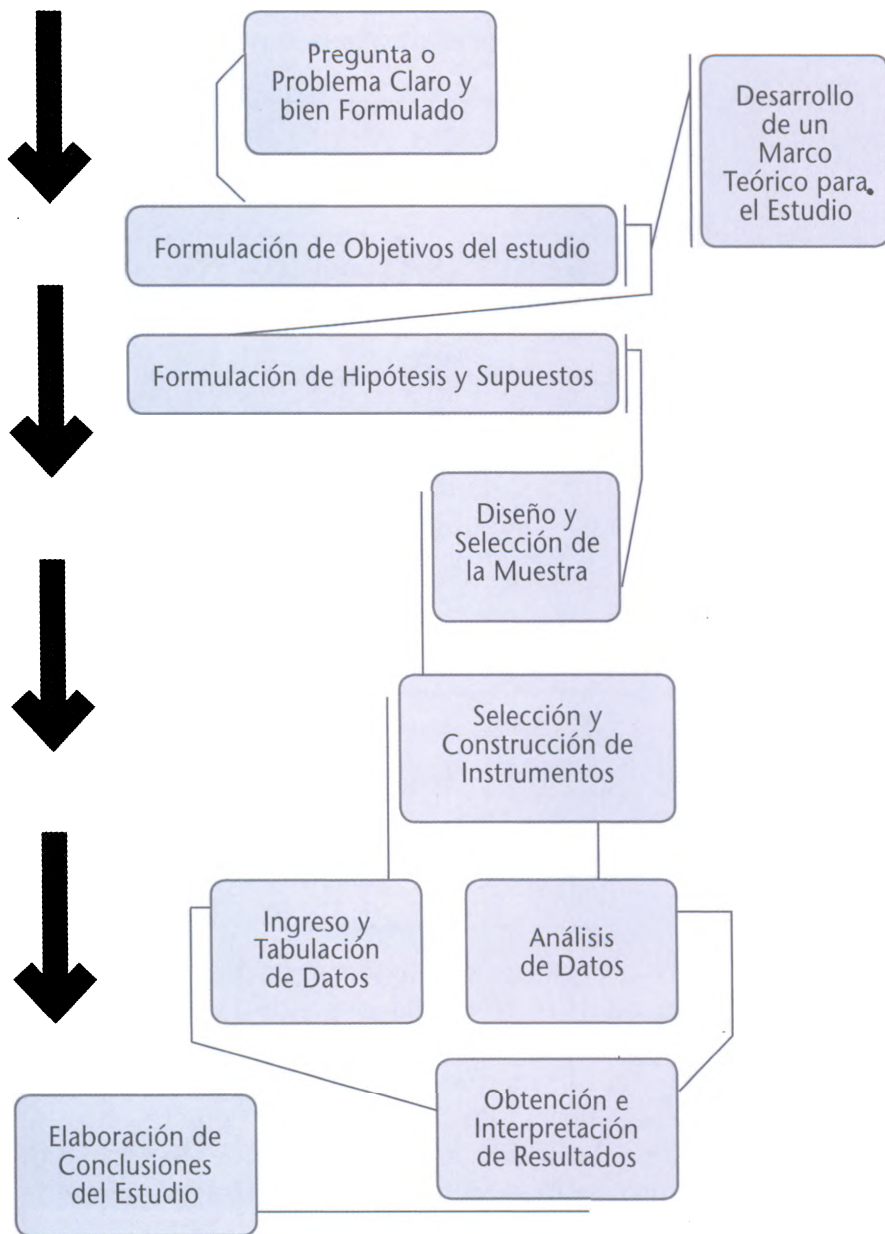 Pregunta o
Problema Claro y
bien Formulado
Desarrollo
de un
Marco
Teórico para
el Estudio
Formulación de Objetivos del estudio
Formulación de Hipótesis y Supuestos
Diseño y
Selección de
la Muestra
Selección y
Construcción de
Instrumentos
Ingreso y
Tabulación
de Datos
Análisis
de Datos
Obtención e
Interpretación
de Resultados
Elaboración de
Conclusiones
del Estudio